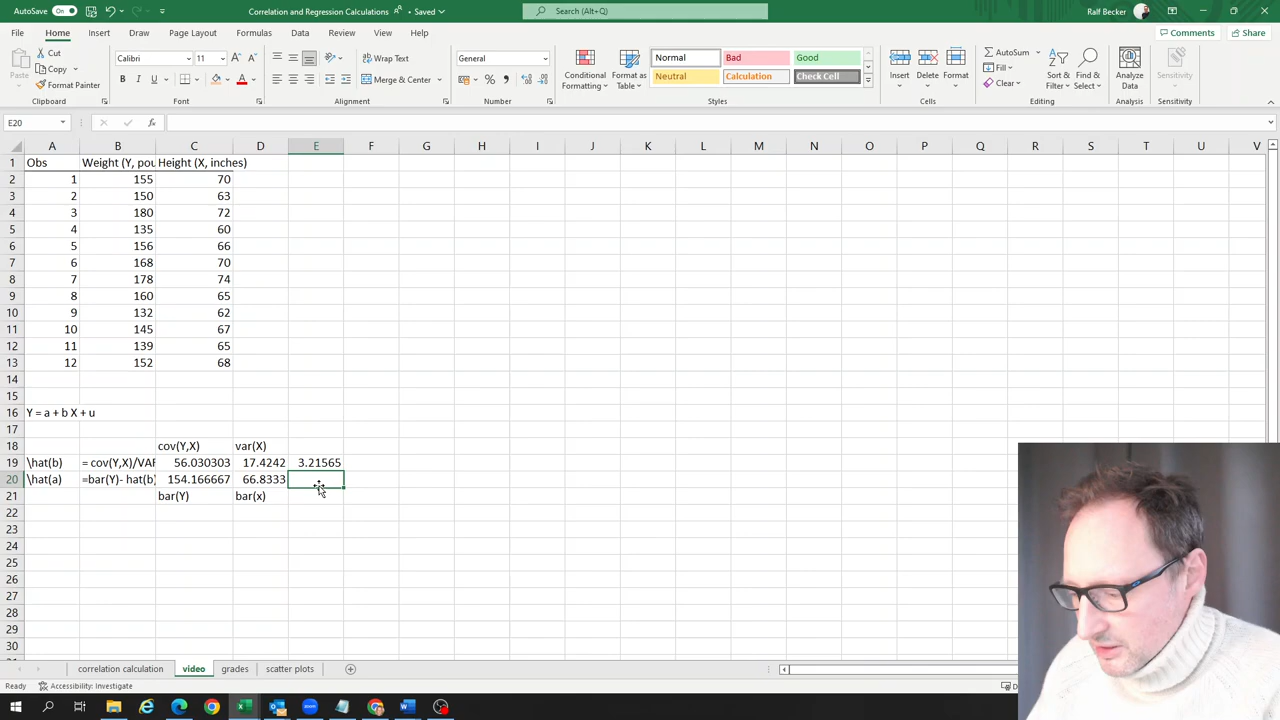 AutoSave On Correlation and Regression Calculations • Saved Search (Alt+Q) Ralf Becker
File Home Insert Draw Page Layout Formulas Data Review View Help Comments Share
Cut Calibri 11 Wrap Text General Normal Bad Good AutoSum
Paste Copy Merge & Center Conditional Formatting Format as Table Neutral Calculation Check Cell Insert Delete Format Fill Sort & Filter Find & Select Analyze Data Sensitivity
Format Painter B I U A % Clear
Clipboard Font Alignment Number Styles Cells Editing Analysis Sensitivity
E20 fx
A B C D E F G H I J K L M N O P Q R S T U V
1 Obs Weight (Y, pou Height (X, inches)
2 1 155 70
3 2 150 63
4 3 180 72
5 4 135 60
6 5 156 66
7 6 168 70
8 7 178 74
9 8 160 65
10 9 132 62
11 10 145 67
12 11 139 65
13 12 152 68
14
15
16 Y = a + b X + u
17
18 cov(Y,X) var(X)
19 \hat(b) = cov(Y,X)/VAR 56.030303 17.4242 3.21565
20 \hat(a) =bar(Y)- hat(b) 154.166667 66.8333
21 bar(Y) bar(x)
22
23
24
25
26
27
28
29
30
correlation calculation video grades scatter plots
Ready Accessibility: Investigate